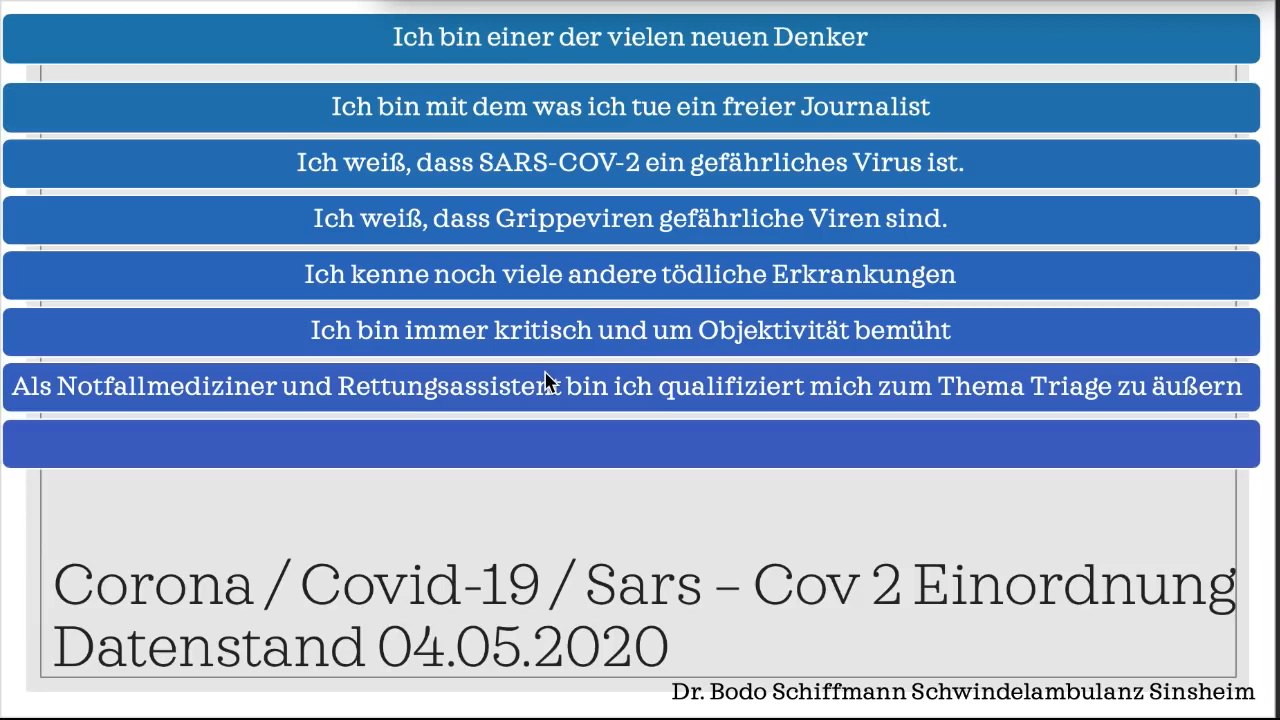 Ich bin einer der vielen neuen Denker
Ich bin mit dem was ich tue ein freier Journalist
Ich weiß, dass SARS-COV-2 ein gefährliches Virus ist.
Ich weiß, dass Grippeviren gefährliche Viren sind.
Ich kenne noch viele andere tödliche Erkrankungen
Ich bin immer kritisch und um Objektivität bemüht
Als Notfallmediziner und Rettungsassistent bin ich qualifiziert mich zum Thema Triage zu äußern
Corona / Covid-19 / Sars – Cov 2 Einordnung
Datenstand 04.05.2020
Dr. Bodo Schiffmann Schwindelambulanz Sinsheim